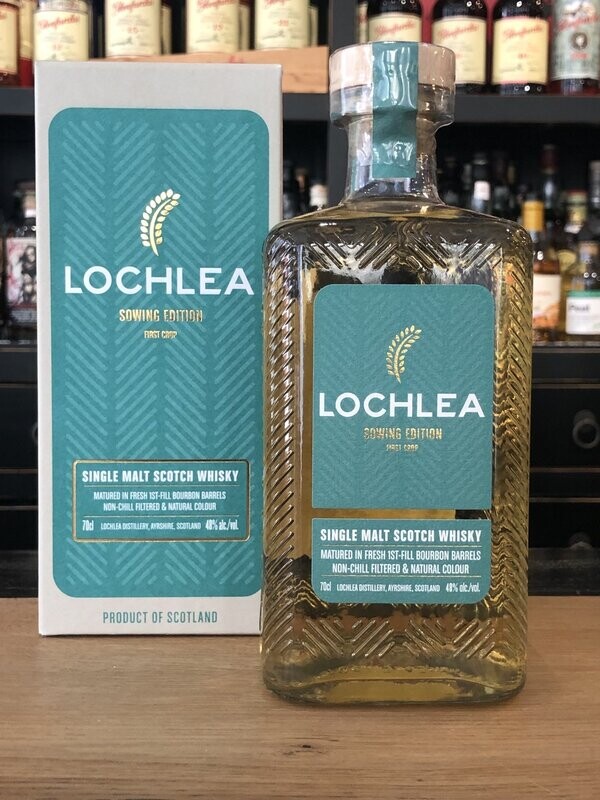 LOCHLEA
SOWING EDITION
FIRST CROP
SINGLE MALT SCOTCH WHISKY
MATURED IN FRESH 1ST-FILL BOURBON BARRELS
NON-CHILL FILTERED & NATURAL COLOUR
70cl LOCHLEA DISTILLERY, AYRSHIRE, SCOTLAND 48% alc./vol.
PRODUCT OF SCOTLAND
LOCHLEA
SOWING EDITION
FIRST CROP
SINGLE MALT SCOTCH WHISKY
MATURED IN FRESH 1ST-FILL BOURBON BARRELS
NON-CHILL FILTERED & NATURAL COLOUR
70cl LOCHLEA DISTILLERY, AYRSHIRE, SCOTLAND 48% alc./vol.